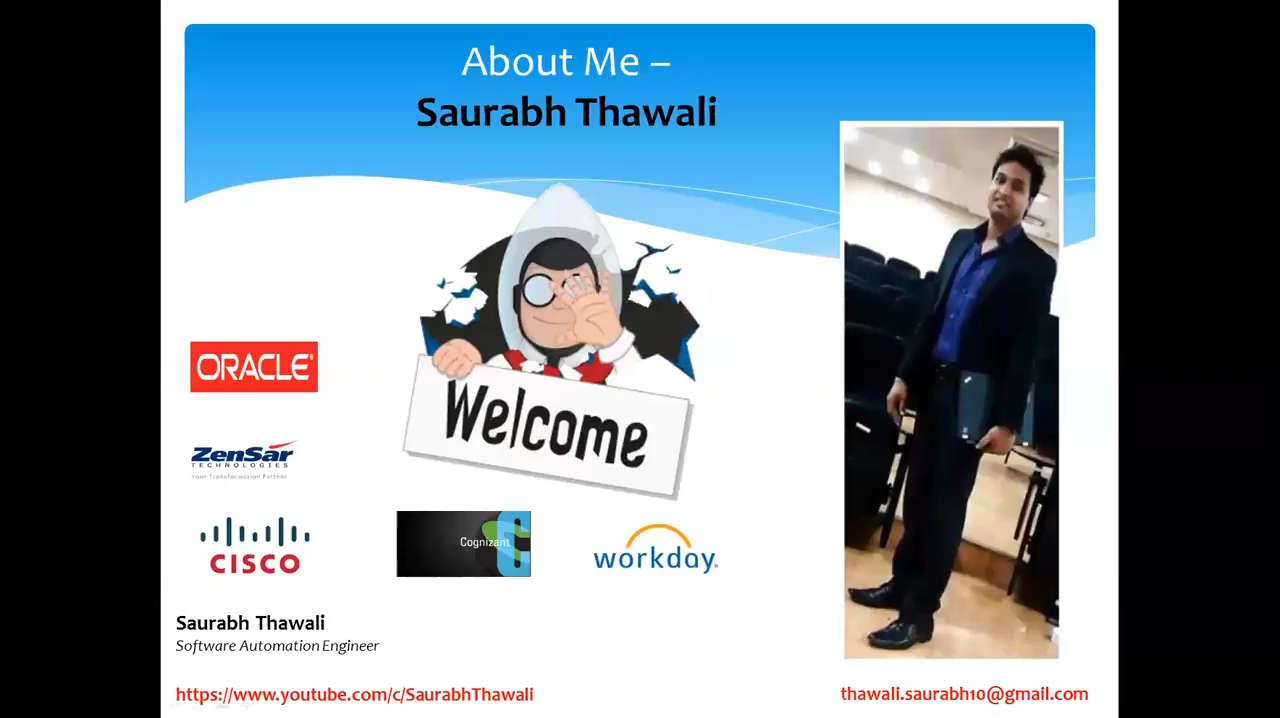 About Me –
Saurabh Thawali
Welcome
ORACLE®
ZenSar
TECHNOLOGIES
Your Transformation Partner
CISCO
Cognizant
workday.
Saurabh Thawali
Software Automation Engineer
https://www.youtube.com/c/SaurabhThawali
thawali.saurabh10@gmail.com